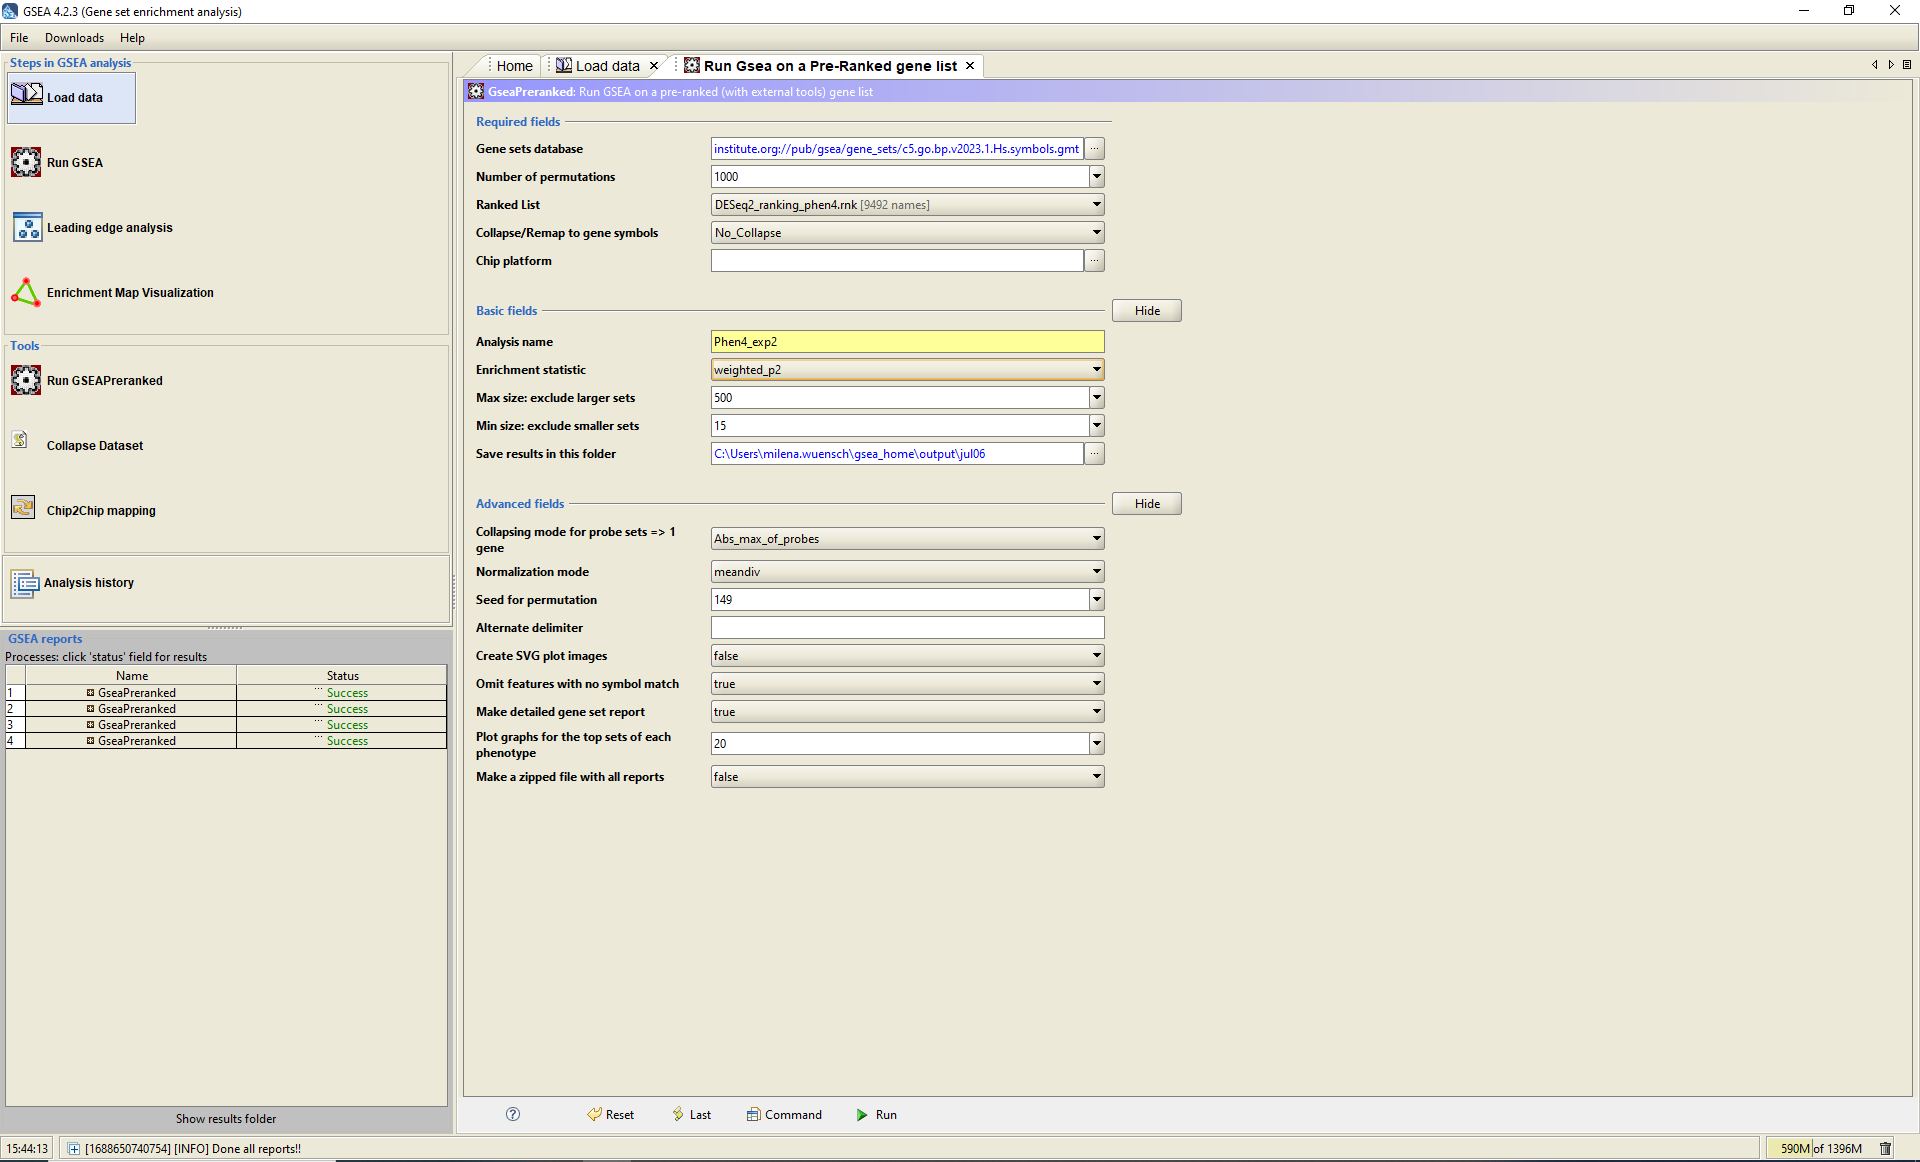 GSEA 4.2.3 (Gene set enrichment analysis)
File Downloads Help
Steps in GSEA analysis
Load data
Run GSEA
Leading edge analysis
Enrichment Map Visualization
Tools
Run GSEAPreranked
Collapse Dataset
Chip2Chip mapping
Analysis history
GSEA reports
Processes: click 'status' field for results
Name Status
1 GseaPreranked ... Success
2 GseaPreranked ... Success
3 GseaPreranked ... Success
4 GseaPreranked ... Success
Show results folder
Home Load data Run Gsea on a Pre-Ranked gene list
GseaPreranked: Run GSEA on a pre-ranked (with external tools) gene list
Required fields
Gene sets database institute.org://pub/gsea/gene_sets/c5.go.bp.v2023.1.Hs.symbols.gmt ...
Number of permutations 1000
Ranked List DESeq2_ranking_phen4.rnk [9492 names]
Collapse/Remap to gene symbols No_Collapse
Chip platform ...
Basic fields Hide
Analysis name Phen4_exp2
Enrichment statistic weighted_p2
Max size: exclude larger sets 500
Min size: exclude smaller sets 15
Save results in this folder C:\Users\milena.wuensch\gsea_home\output\jul06 ...
Advanced fields Hide
Collapsing mode for probe sets => 1
gene Abs_max_of_probes
Normalization mode meandiv
Seed for permutation 149
Alternate delimiter
Create SVG plot images false
Omit features with no symbol match true
Make detailed gene set report true
Plot graphs for the top sets of each
phenotype 20
Make a zipped file with all reports false
? Reset Last Command Run
15:44:13 [1688650740754] [INFO] Done all reports!! 590M of 1396M